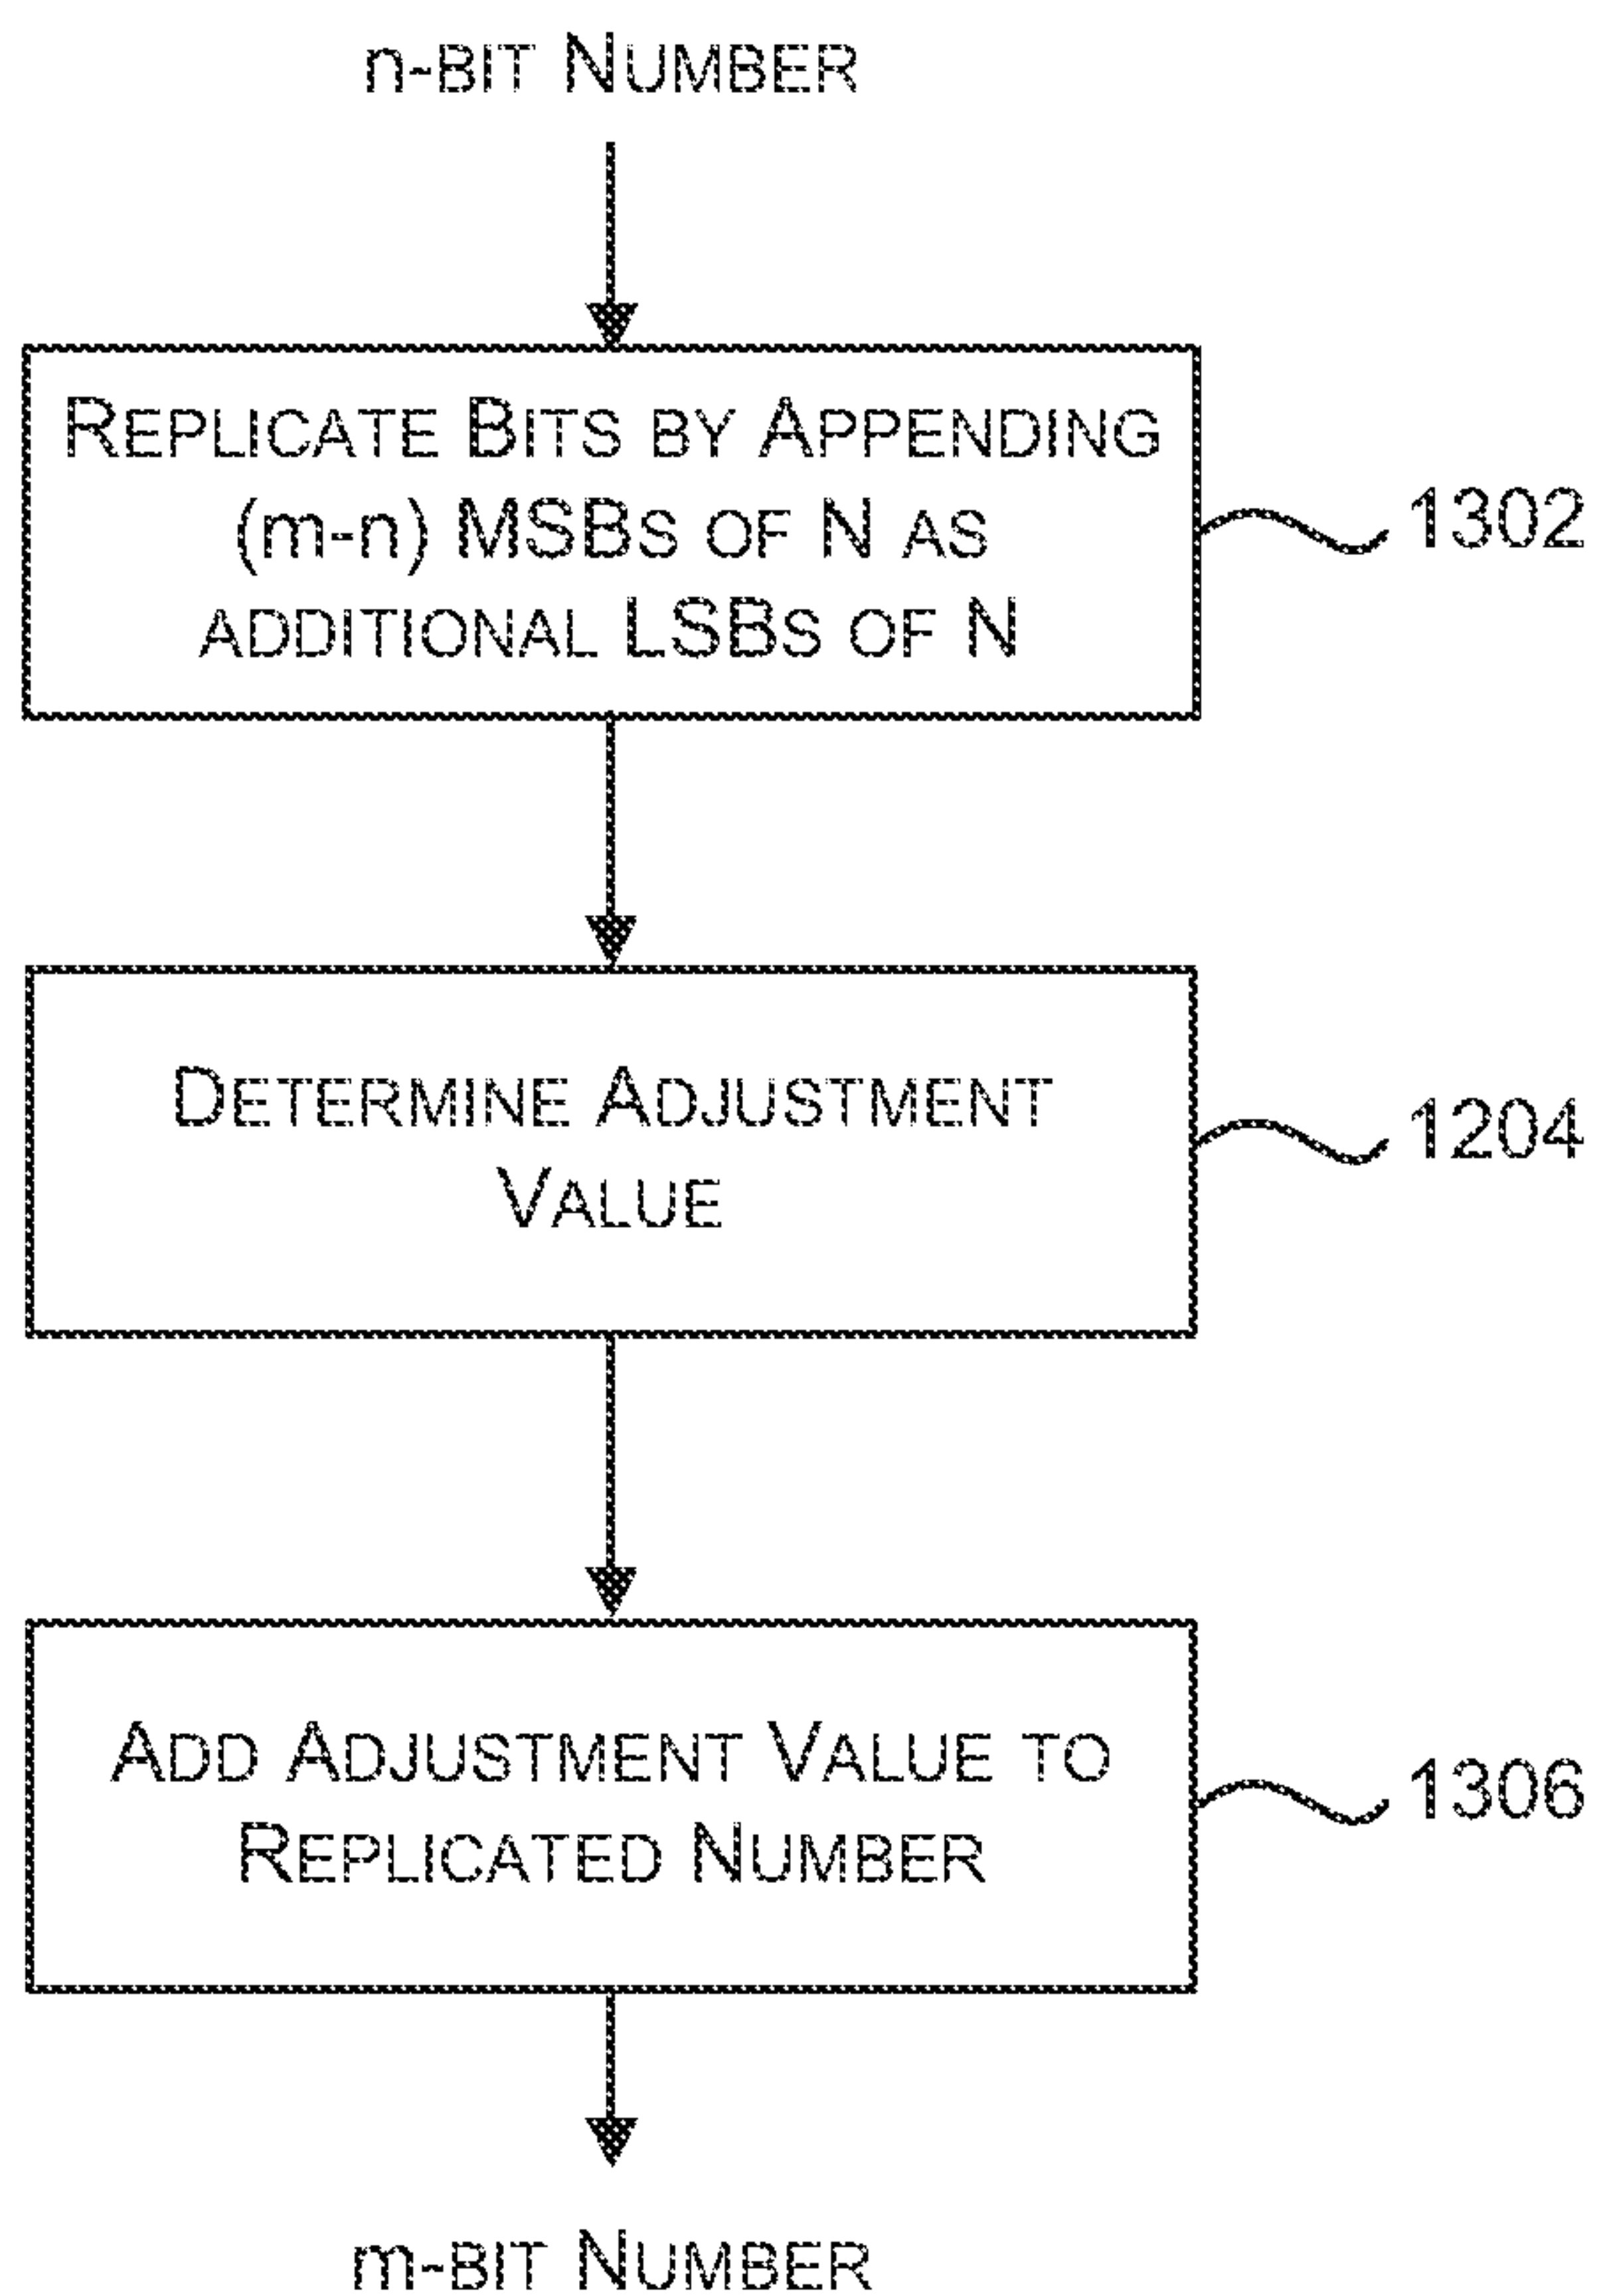 n-BIT NUMBER
REPLICATE BITS BY APPENDING
(m-n) MSBS OF N AS
ADDITIONAL LSBS OF N
1302
DETERMINE ADJUSTMENT
VALUE
1204
ADD ADJUSTMENT VALUE TO
REPLICATED NUMBER
1306
m-BIT NUMBER